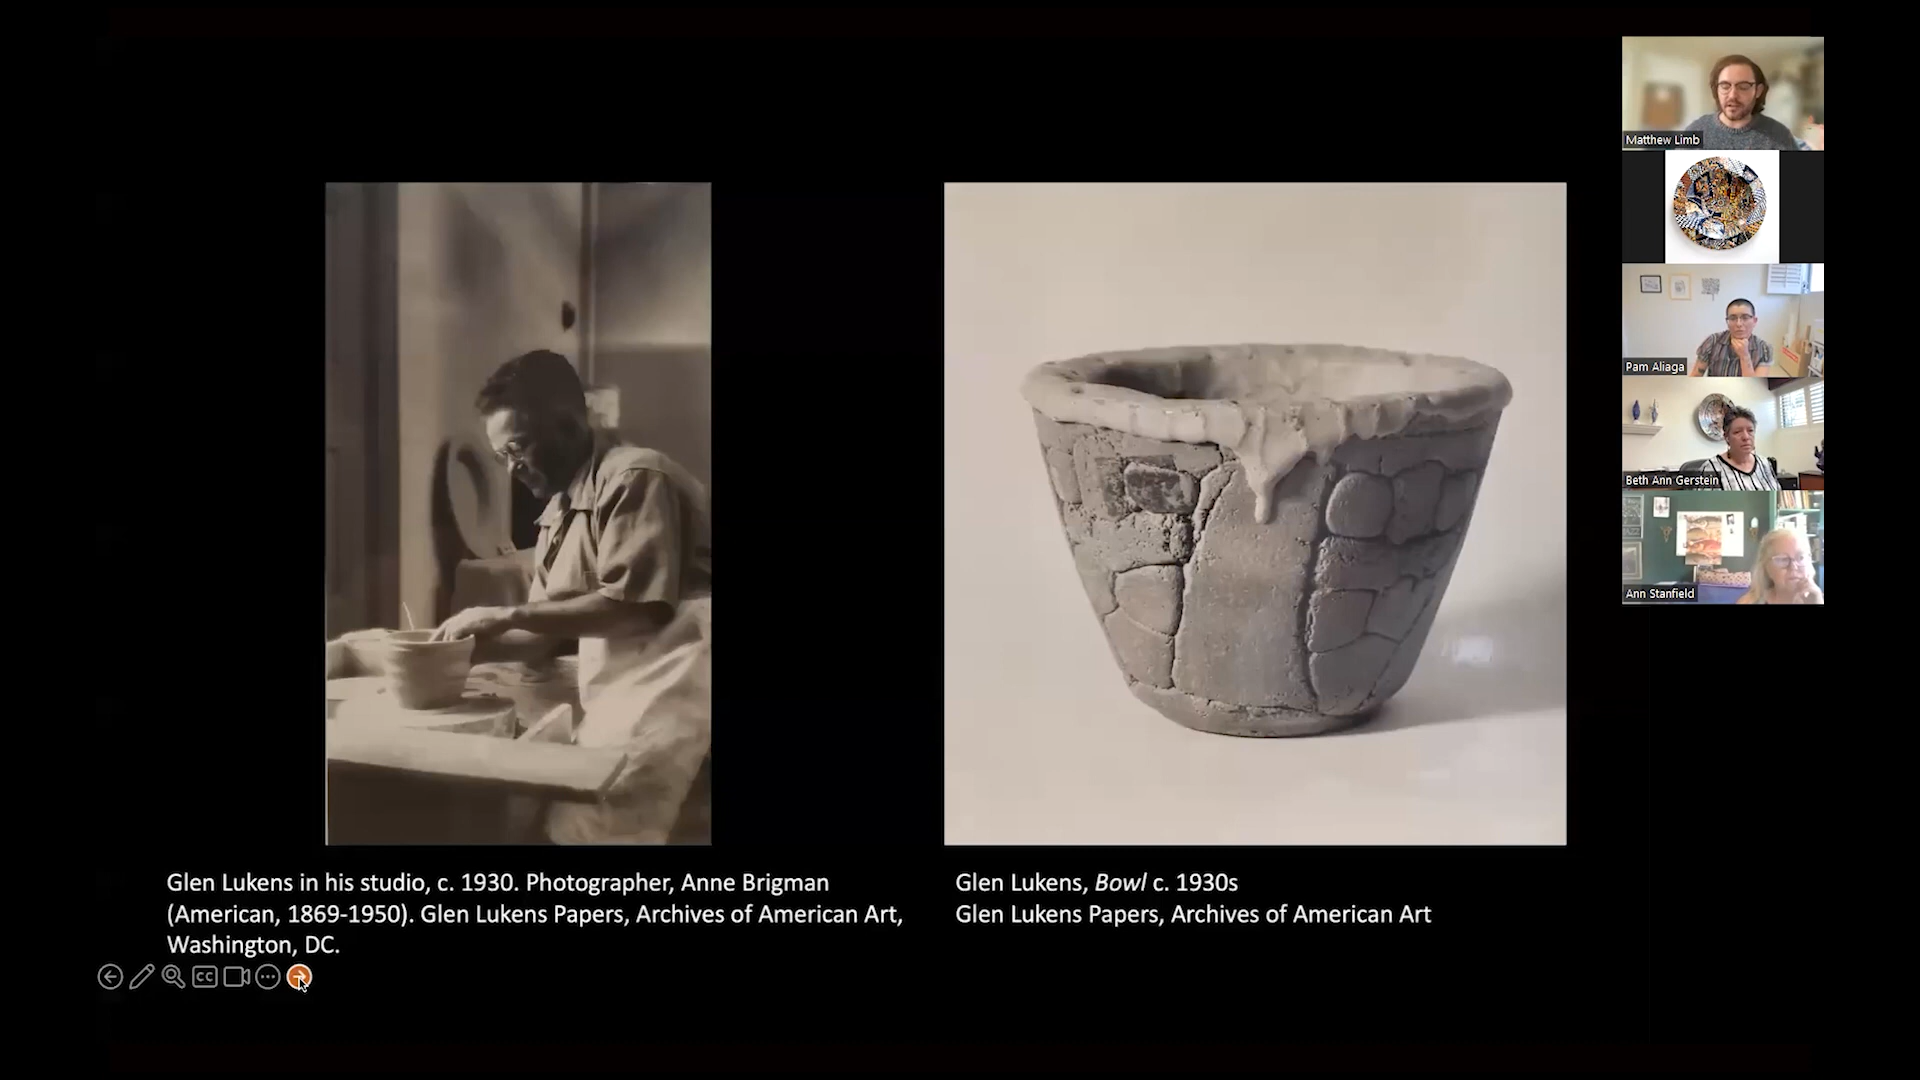 Matthew Limb
Pam Aliaga
Beth Ann Gerstein
Ann Stanfield
Glen Lukens in his studio, c. 1930. Photographer, Anne Brigman
(American, 1869-1950). Glen Lukens Papers, Archives of American Art,
Washington, DC.
Glen Lukens, Bowl c. 1930s
Glen Lukens Papers, Archives of American Art
CC